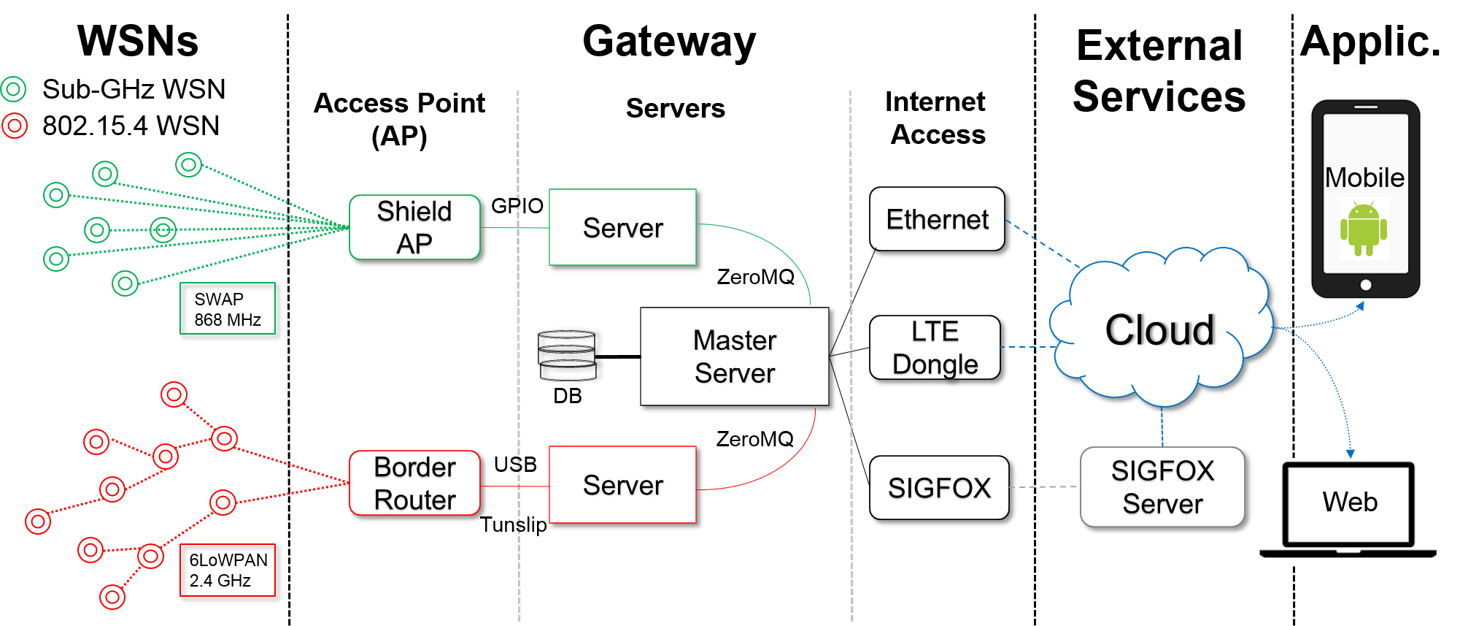 WSNs
Sub-GHz WSN
802.15.4 WSN
SWAP
868 MHz
6LoWPAN
2.4 GHz
Gateway
Access Point
(AP)
Shield
AP
Border
Router
GPIO
USB
Tunslip
Servers
Server
ZeroMQ
Master
Server
DB
ZeroMQ
Server
Internet
Access
Ethernet
LTE
Dongle
SIGFOX
External
Services
Cloud
SIGFOX
Server
Applic.
Mobile
Web